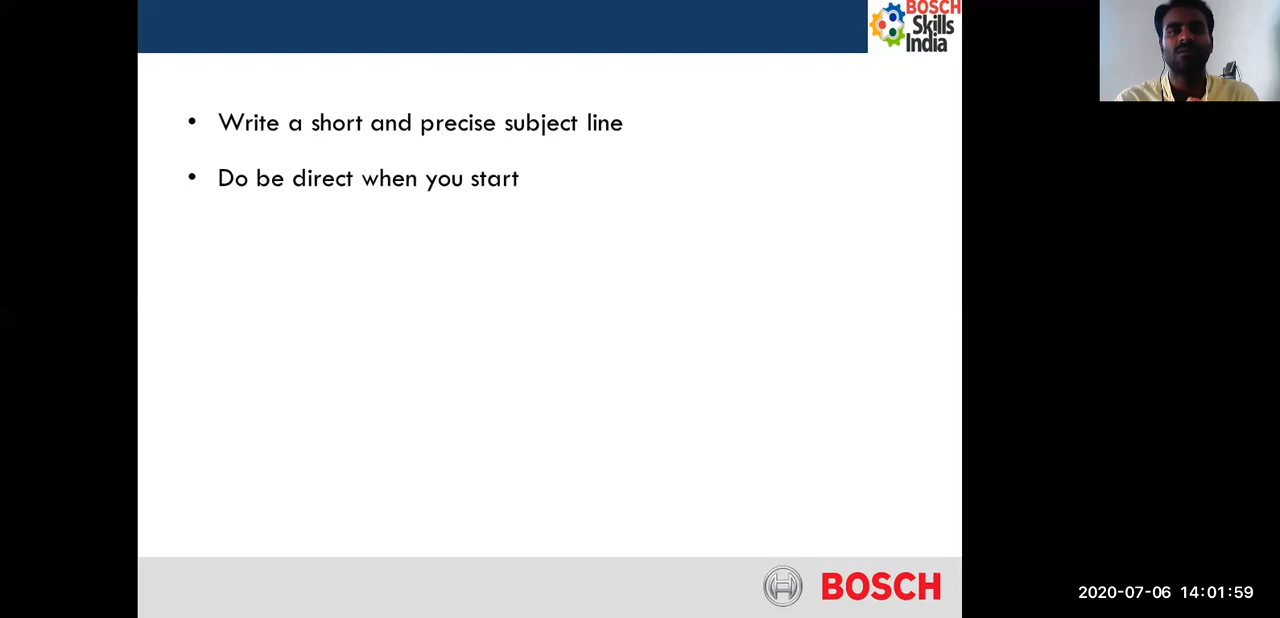 BOSCH
Skills
India
• Write a short and precise subject line
• Do be direct when you start
BOSCH
2020-07-06 14:01:59